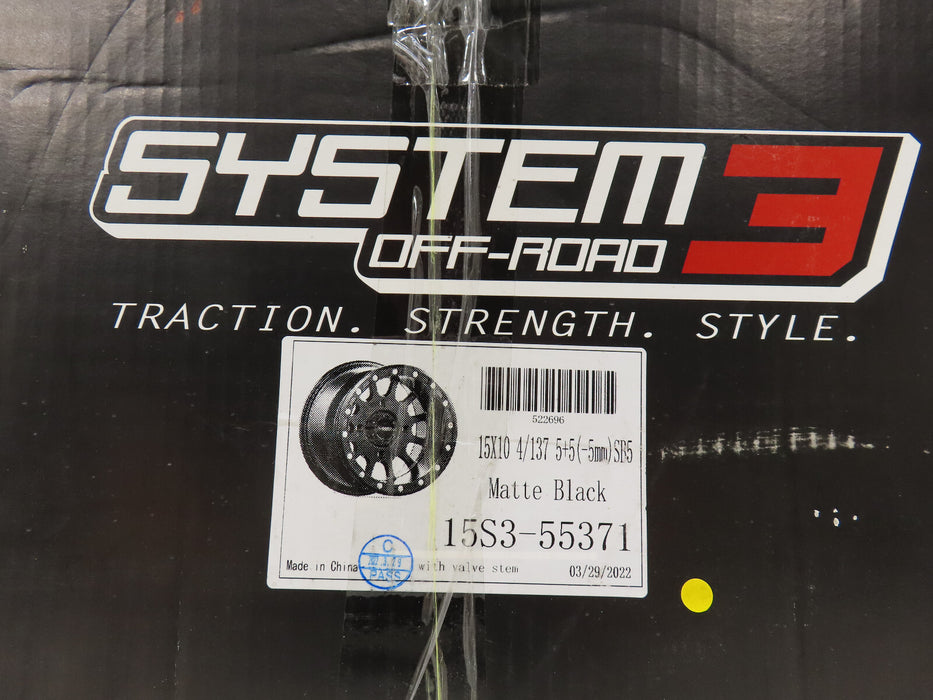 SYSTEM 3
OFF-ROAD
TRACTION. STRENGTH. STYLE.
522696
15X10 4/137 5+5(-5mm)SB5
Matte Black
15S3-55371
Made in China
C
PASS
with valve stem
03/29/2022